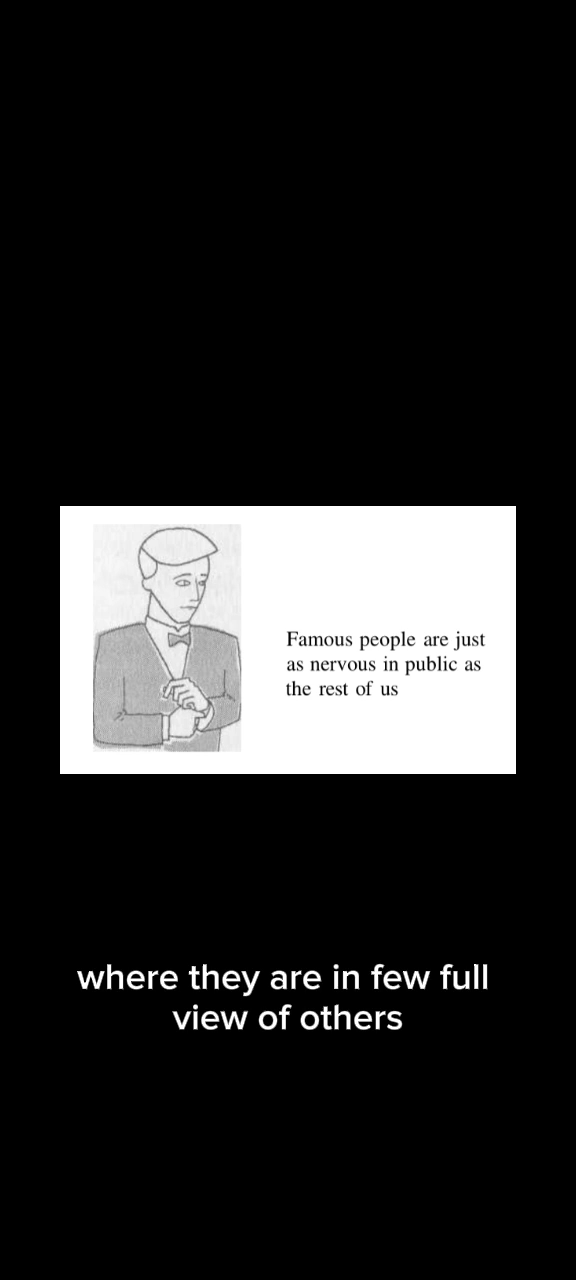 Famous people are just
as nervous in public as
the rest of us
where they are in few full
view of others